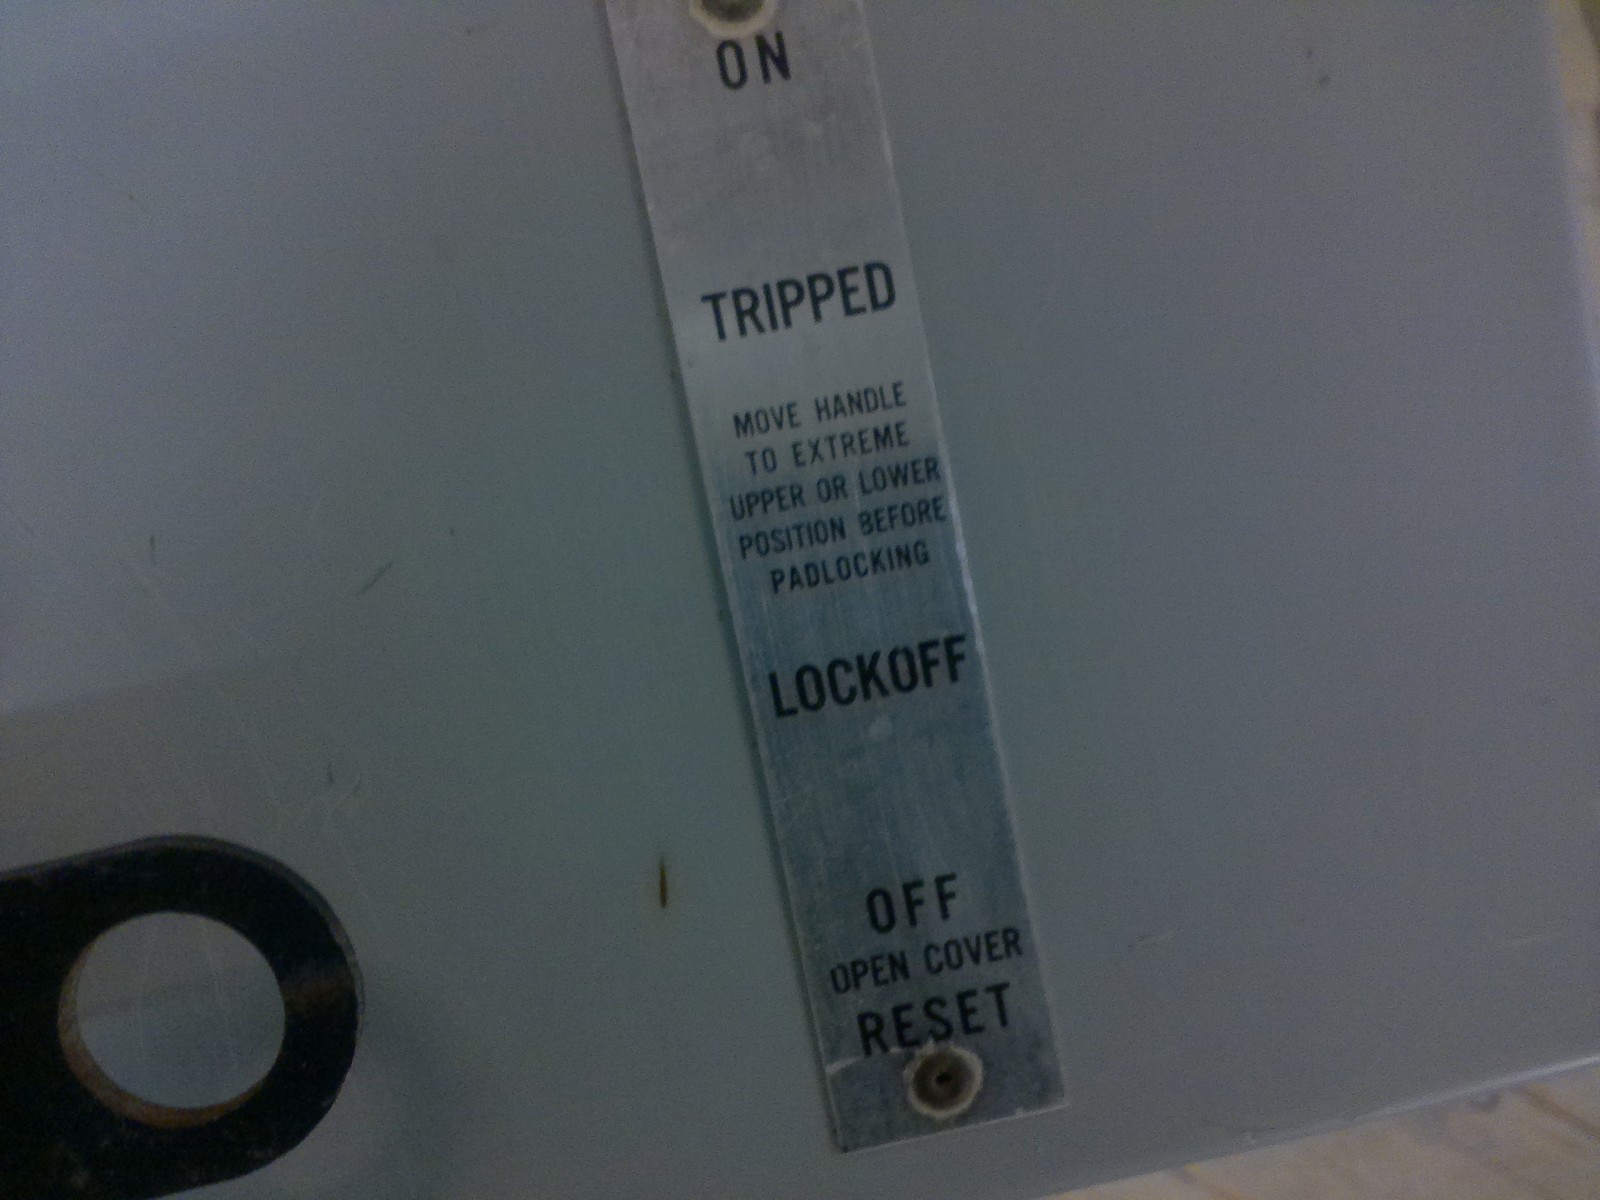 ON
TRIPPED
MOVE HANDLE
TO EXTREME
UPPER OR LOWER
POSITION BEFORE
PADLOCKING
LOCKOFF
OFF
OPEN COVER
RESET